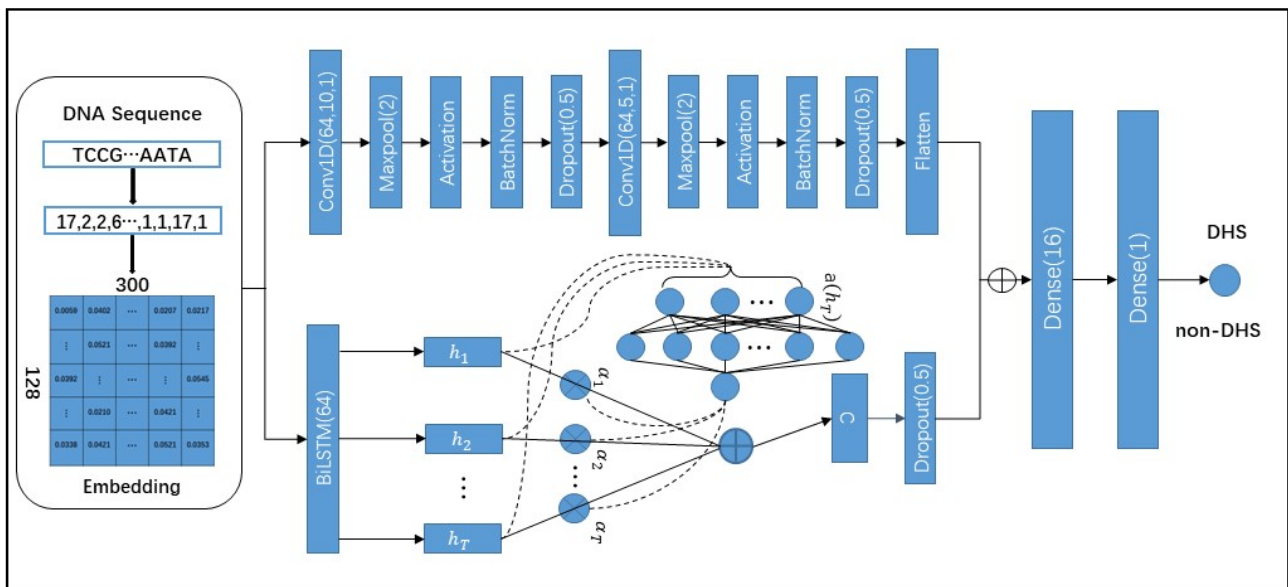 DNA Sequence
TCCG···AATA
17,2,2,6···,1,1,17,1
300
128
0.0059 0.0402 ··· 0.0207 0.0217
⋮ 0.0521 ··· 0.0392 ⋮
0.0392 ⋮ ··· ⋮ 0.0545
··· 0.0210 ··· 0.0421 ⋮
0.0338 0.0421 ··· 0.0521 0.0353
Embedding
Conv1D(64,10,1)
Maxpool(2)
Activation
BatchNorm
Dropout(0.5)
Conv1D(64,5,1)
Maxpool(2)
Activation
BatchNorm
Dropout(0.5)
Flatten
BiLSTM(64)
h₁
h₂
⋮
h_T
α₁
α₂
⋮
α_T
···
···
a(h_T)
C
Dropout(0.5)
Dense(16)
Dense(1)
DHS
non-DHS